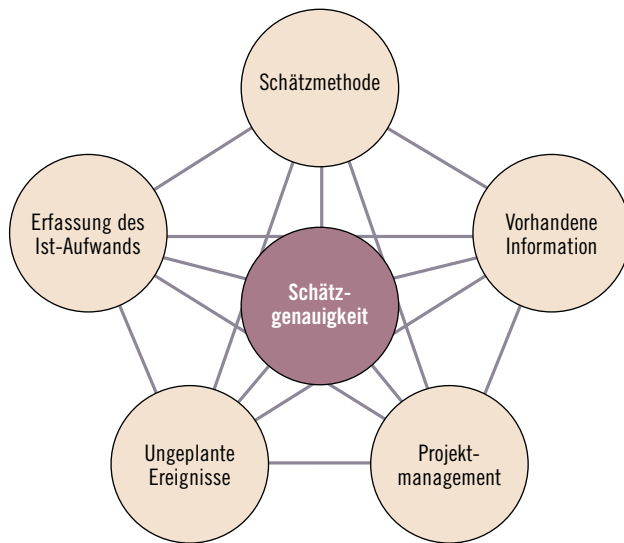 Schätzmethode
Erfassung des
Ist-Aufwands
Vorhandene
Information
Schätz-
genauigkeit
Ungeplante
Ereignisse
Projekt-
management